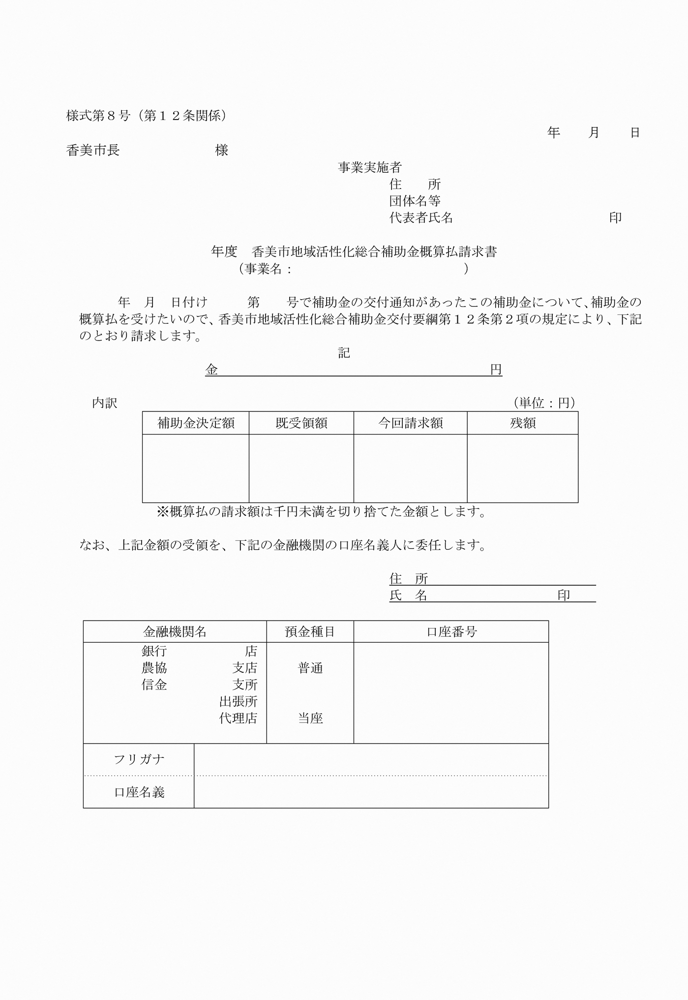 様式第８号（第１２条関係）
年　　月　　日
香美市長　　　　　　　様
事業実施者
住　　所
団体名等
代表者氏名　　　　　　　　　　　　印
年度　香美市地域活性化総合補助金概算払請求書
（事業名：　　　　　　　　　　　　　）
年　月　日付け　　　第　　号で補助金の交付通知があったこの補助金について、補助金の
概算払を受けたいので、香美市地域活性化総合補助金交付要綱第１２条第２項の規定により、下記
のとおり請求します。
記
金　　　　　　　　　　　　　　　　　　　　　円
内訳　　　　　　　　　　　　　　　　　　（単位：円）
補助金決定額　既受領額　今回請求額　残額
※概算払の請求額は千円未満を切り捨てた金額とします。
なお、上記金額の受領を、下記の金融機関の口座名義人に委任します。
住　所
氏　名　　　　　　　　　　印
金融機関名　預金種目　口座番号
銀行　　　　　　店
農協　　　　　支店　普通
信金　　　　　支所
出張所
代理店　当座
フリガナ
口座名義